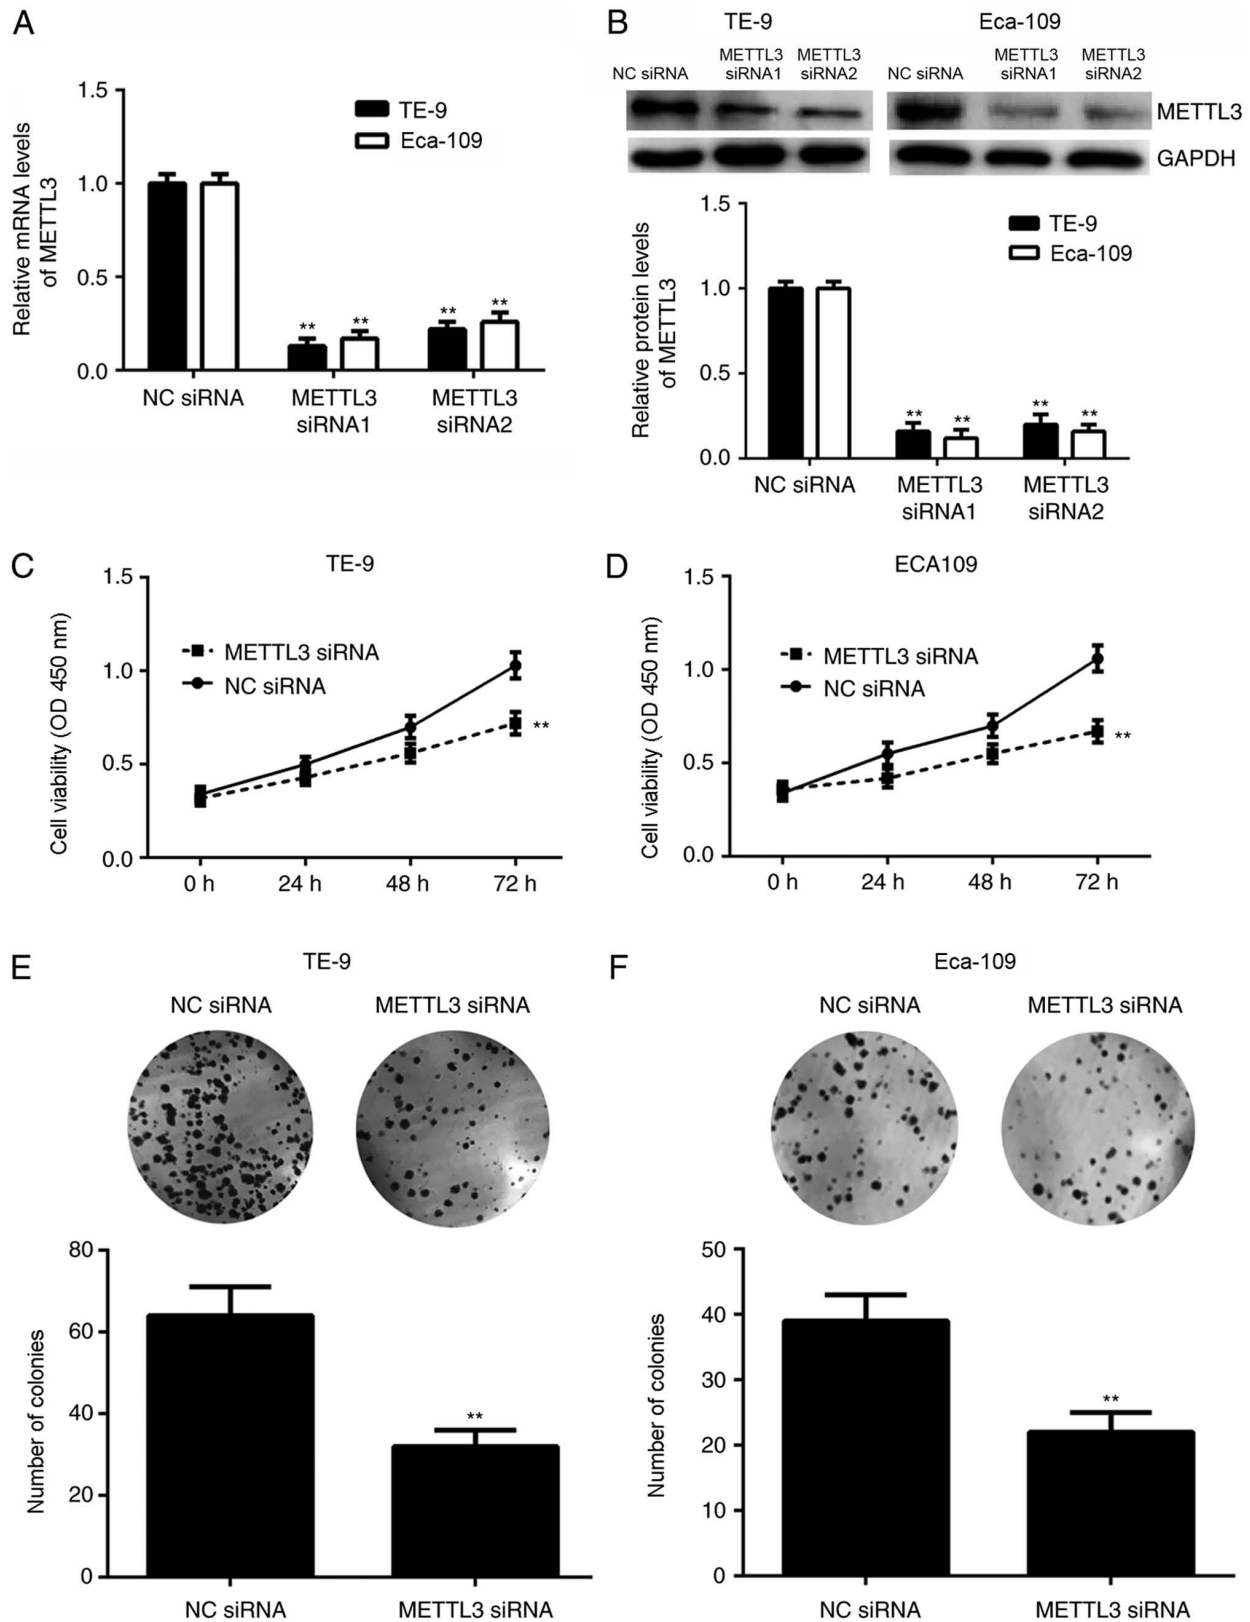 A
Relative mRNA levels
of METTL3
1.5
1.0
0.5
0.0
TE-9
Eca-109
**
**
**
**
NC siRNA
METTL3
siRNA1
METTL3
siRNA2
B
TE-9
Eca-109
NC siRNA
METTL3
siRNA1
METTL3
siRNA2
NC siRNA
METTL3
siRNA1
METTL3
siRNA2
METTL3
GAPDH
Relative protein levels
of METTL3
1.5
1.0
0.5
0.0
TE-9
Eca-109
**
**
**
**
NC siRNA
METTL3
siRNA1
METTL3
siRNA2
C
TE-9
Cell viability (OD 450 nm)
1.5
1.0
0.5
0.0
METTL3 siRNA
NC siRNA
**
0 h
24 h
48 h
72 h
D
ECA109
Cell viability (OD 450 nm)
1.5
1.0
0.5
0.0
METTL3 siRNA
NC siRNA
**
0 h
24 h
48 h
72 h
E
TE-9
NC siRNA
METTL3 siRNA
Number of colonies
80
60
40
20
0
**
NC siRNA
METTL3 siRNA
F
Eca-109
NC siRNA
METTL3 siRNA
Number of colonies
50
40
30
20
10
0
**
NC siRNA
METTL3 siRNA